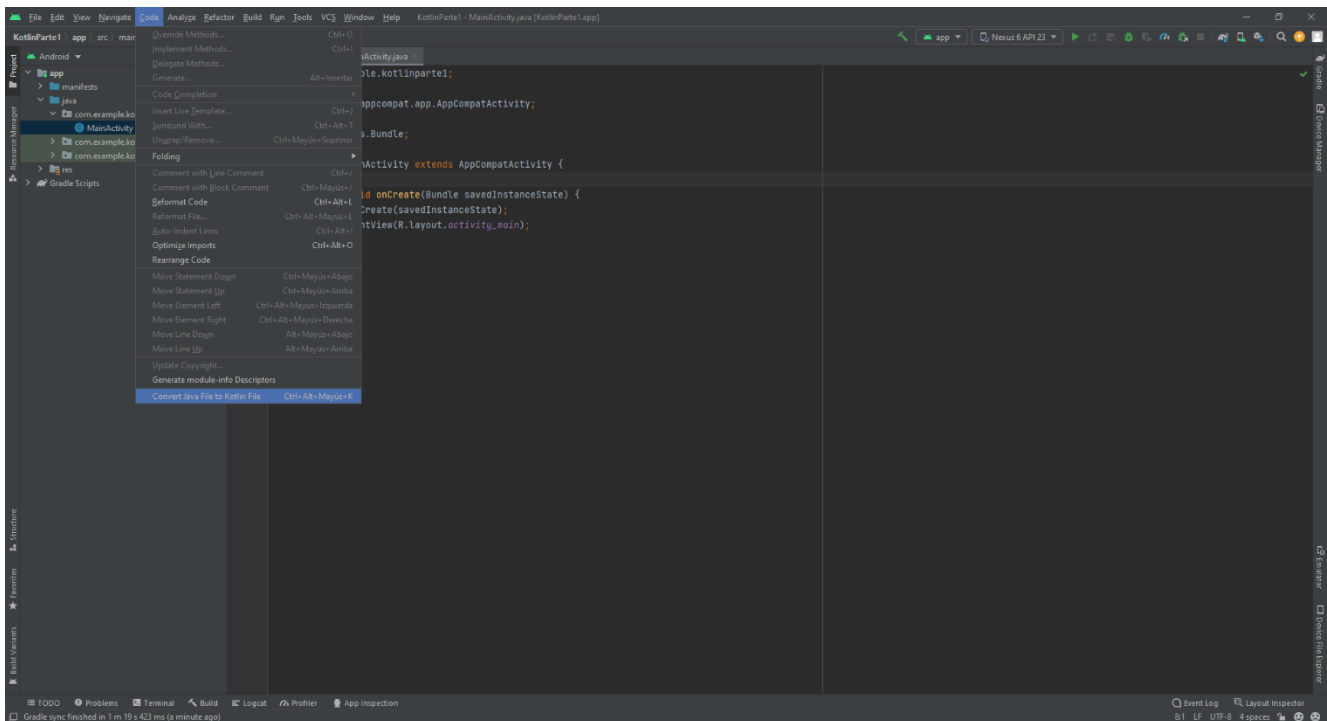 File Edit View Navigate Code Analyze Refactor Build Run Tools VCS Window Help KotlinParte1 - MainActivity.java [KotlinParte1.app]
KotlinParte1 app src main
app Nexus 6 API 23
Android
app
manifests
java
com.example.ko
MainActivity
com.example.ko
com.example.ko
res
Gradle Scripts
Override Methods... Ctrl+O
Implement Methods... Ctrl+I
Delegate Methods...
Generate... Alt+Insertar
Code Completion
Insert Live Template... Ctrl+J
Surround With... Ctrl+Alt+T
Unwrap/Remove... Ctrl+Mayús+Suprimir
Folding
Comment with Line Comment Ctrl+/
Comment with Block Comment Ctrl+Mayús+/
Reformat Code Ctrl+Alt+L
Reformat File... Ctrl+Alt+Mayús+L
Auto-Indent Lines Ctrl+Alt+I
Optimize Imports Ctrl+Alt+O
Rearrange Code
Move Statement Down Ctrl+Mayús+Abajo
Move Statement Up Ctrl+Mayús+Arriba
Move Element Left Ctrl+Alt+Mayús+Izquierda
Move Element Right Ctrl+Alt+Mayús+Derecha
Move Line Down Alt+Mayús+Abajo
Move Line Up Alt+Mayús+Arriba
Update Copyright...
Generate module-info Descriptors
Convert Java File to Kotlin File Ctrl+Alt+Mayús+K
Activity.java
ple.kotlinparte1;
appcompat.app.AppCompatActivity;
s.Bundle;
nActivity extends AppCompatActivity {
id onCreate(Bundle savedInstanceState) {
Create(savedInstanceState);
ntView(R.layout.activity_main);
Project
Resource Manager
Structure
Favorites
Build Variants
Gradle
Device Manager
Emulator
Device File Explorer
TODO Problems Terminal Build Logcat Profiler App Inspection Event Log Layout Inspector
Gradle sync finished in 1 m 19 s 423 ms (a minute ago) 8:1 LF UTF-8 4 spaces